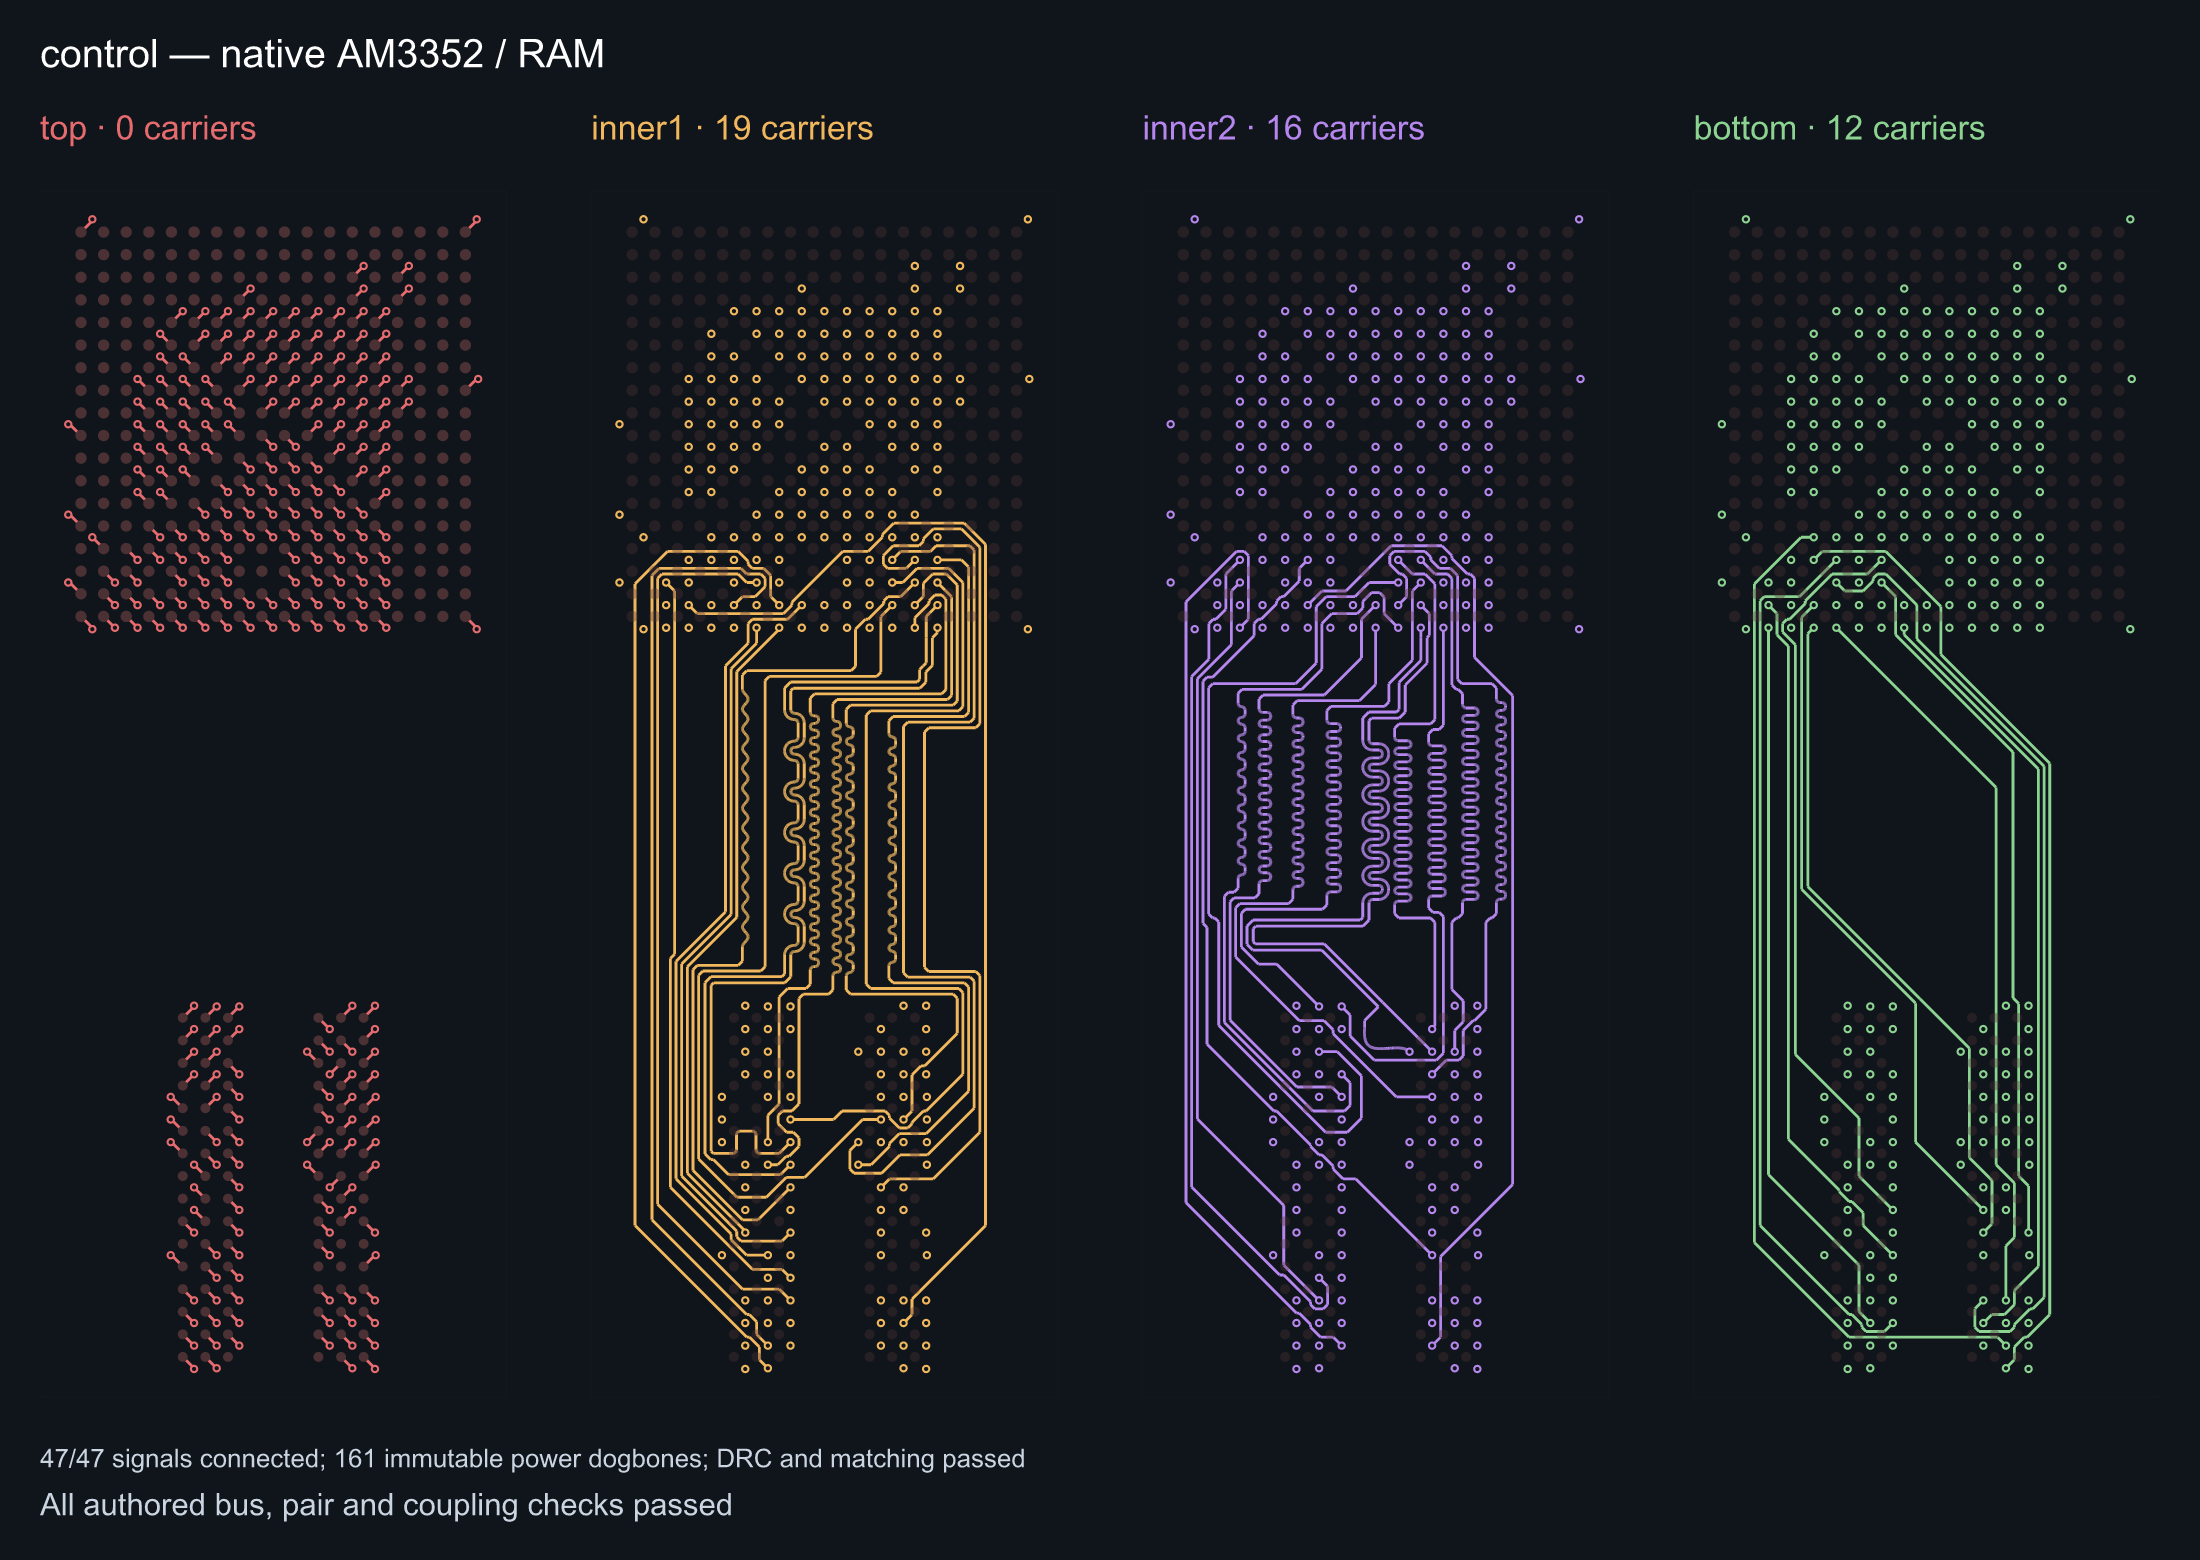 control — native AM3352 / RAM
top · 0 carriers
inner1 · 19 carriers
inner2 · 16 carriers
bottom · 12 carriers
47/47 signals connected; 161 immutable power dogbones; DRC and matching passed
All authored bus, pair and coupling checks passed